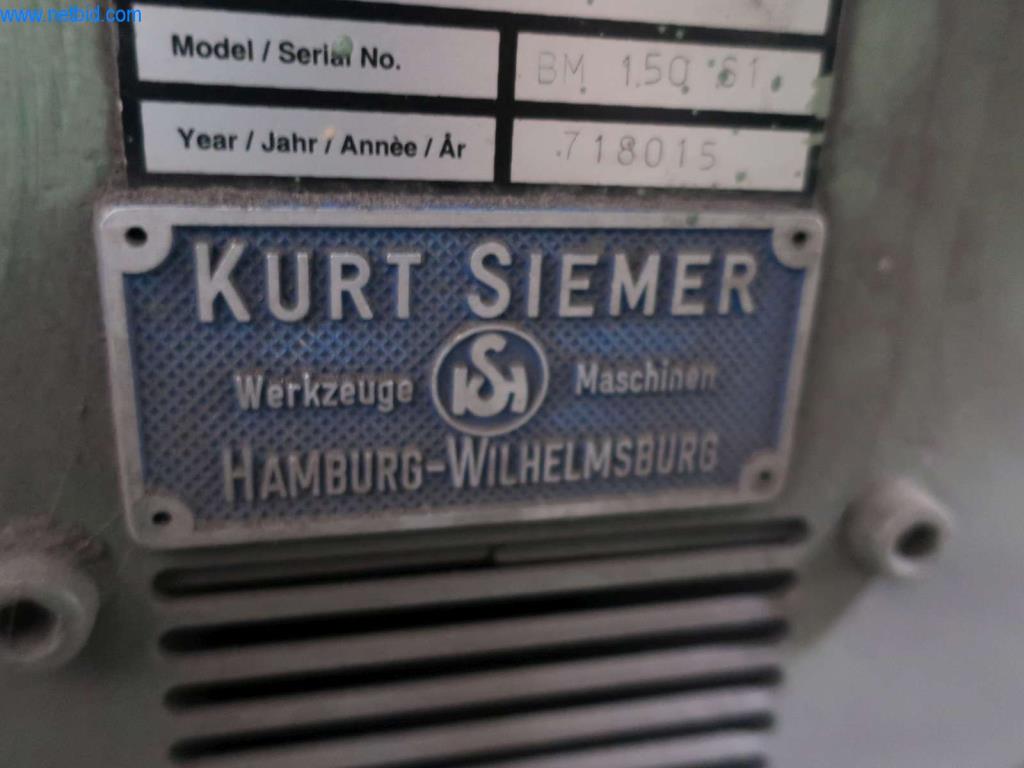 www.netbid.com
Model / Serial No. BM 150 61
Year / Jahr / Annèe / År 718015
KURT SIEMER
Werkzeuge KSH Maschinen
HAMBURG-WILHELMSBURG